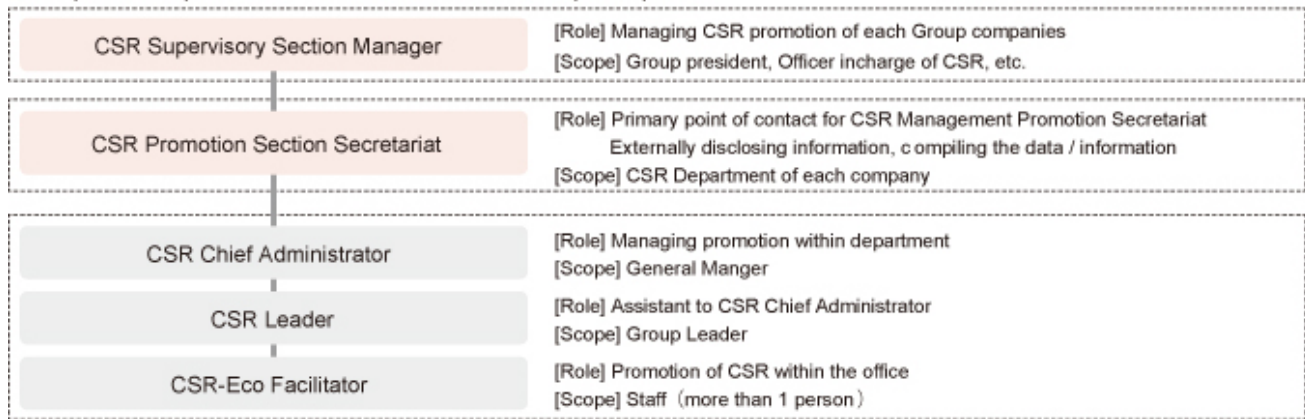 CSR Supervisory Section Manager
[Role] Managing CSR promotion of each Group companies
[Scope] Group president, Officer incharge of CSR, etc.
CSR Promotion Section Secretariat
[Role] Primary point of contact for CSR Management Promotion Secretariat
Externally disclosing information, c ompiling the data / information
[Scope] CSR Department of each company
CSR Chief Administrator
[Role] Managing promotion within department
[Scope] General Manger
CSR Leader
[Role] Assistant to CSR Chief Administrator
[Scope] Group Leader
CSR-Eco Facilitator
[Role] Promotion of CSR within the office
[Scope] Staff（more than 1 person）